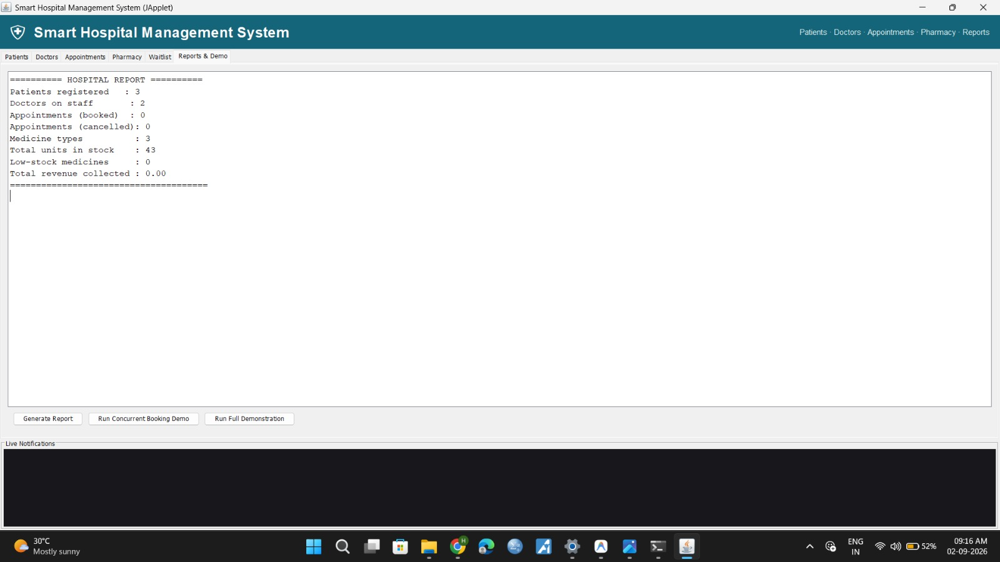 Smart Hospital Management System (JApplet)
Smart Hospital Management System
Patients · Doctors · Appointments · Pharmacy · Reports
Patients Doctors Appointments Pharmacy Waitlist Reports & Demo
========== HOSPITAL REPORT ==========
Patients registered : 3
Doctors on staff : 2
Appointments (booked) : 0
Appointments (cancelled): 0
Medicine types : 3
Total units in stock : 43
Low-stock medicines : 0
Total revenue collected : 0.00
======================================
Generate Report Run Concurrent Booking Demo Run Full Demonstration
Live Notifications
30°C
Mostly sunny
H
ENG
IN
52%
09:16 AM
02-09-2026